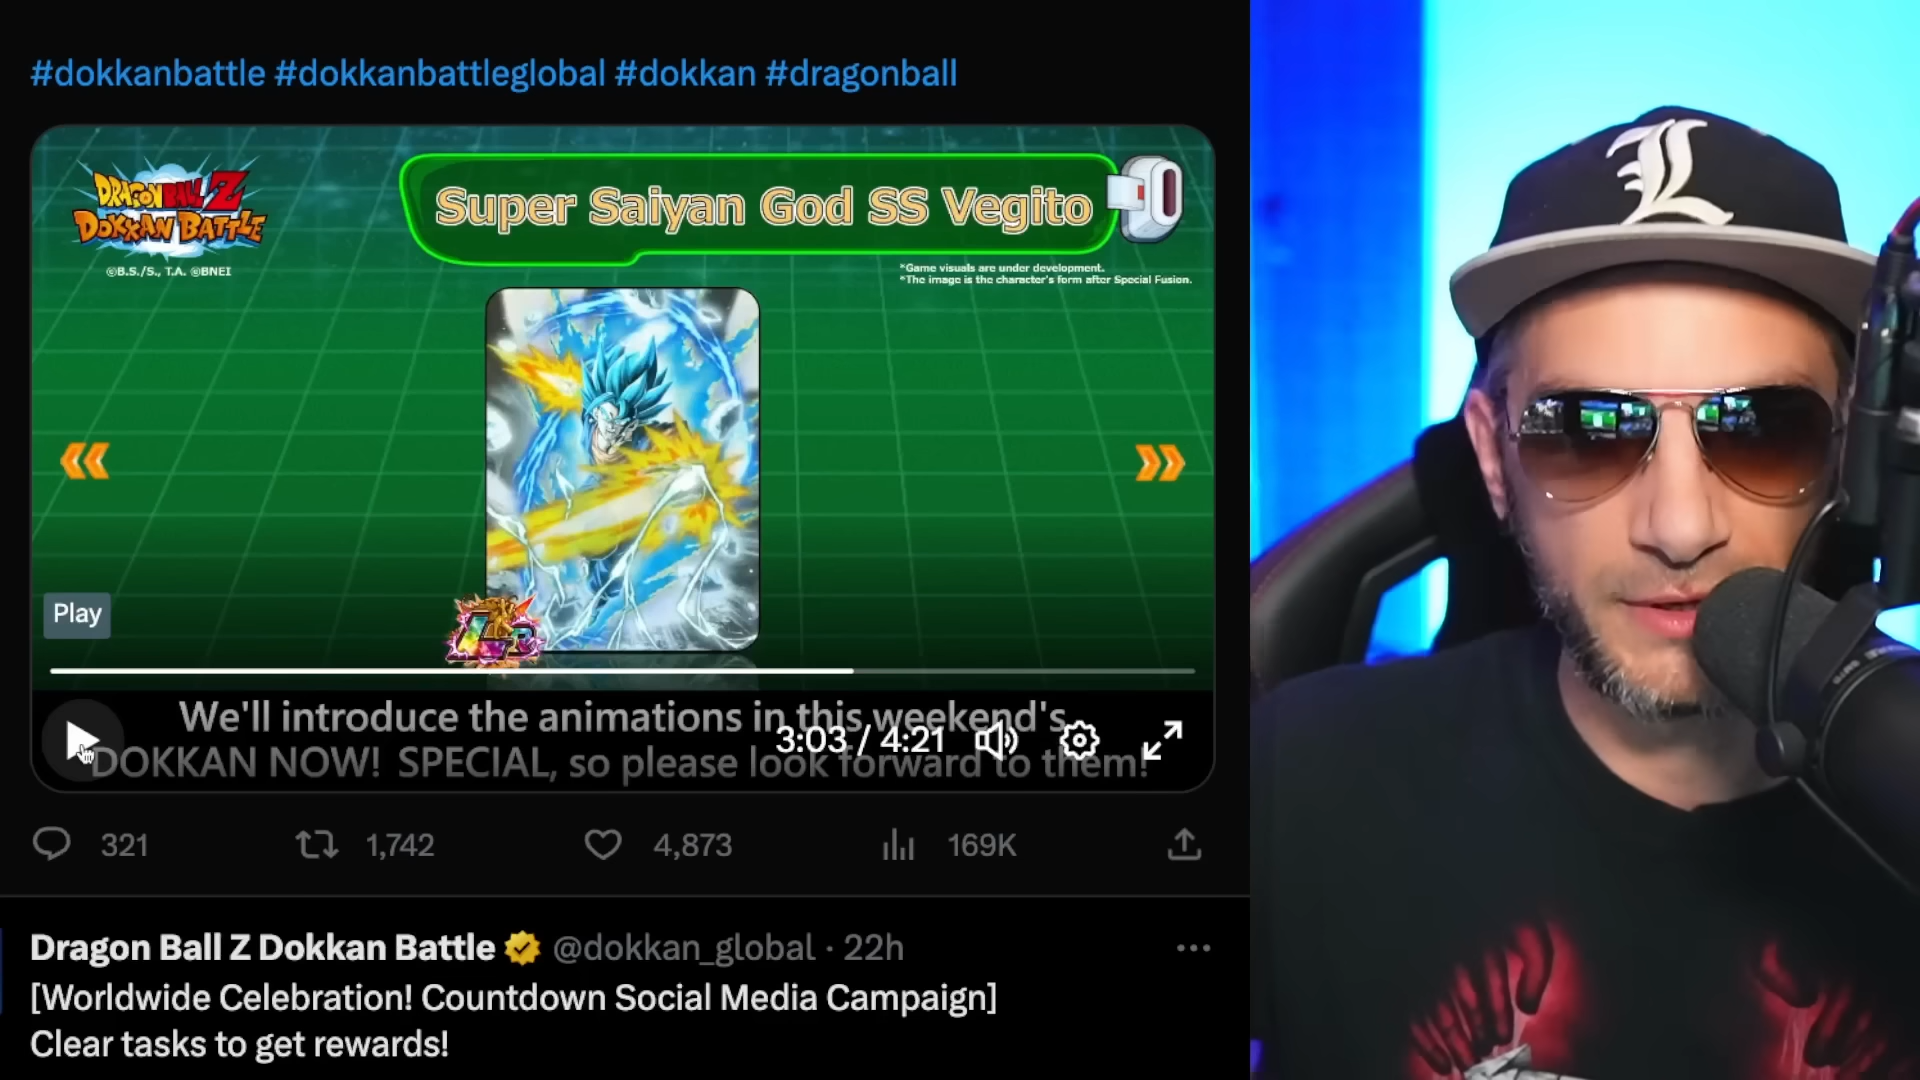 #dokkanbattle #dokkanbattleglobal #dokkan #dragonball
DRAGON BALL Z
DOKKAN BATTLE
©B.S./S., T.A. ©BNEI
Super Saiyan God SS Vegito
*Game visuals are under development.
*The image is the character's form after Special Fusion.
LR
Play
We'll introduce the animations in this weekend's
DOKKAN NOW! SPECIAL, so please look forward to them!
3:03 / 4:21
321
1,742
4,873
169K
Dragon Ball Z Dokkan Battle @dokkan_global · 22h
[Worldwide Celebration! Countdown Social Media Campaign]
Clear tasks to get rewards!
L